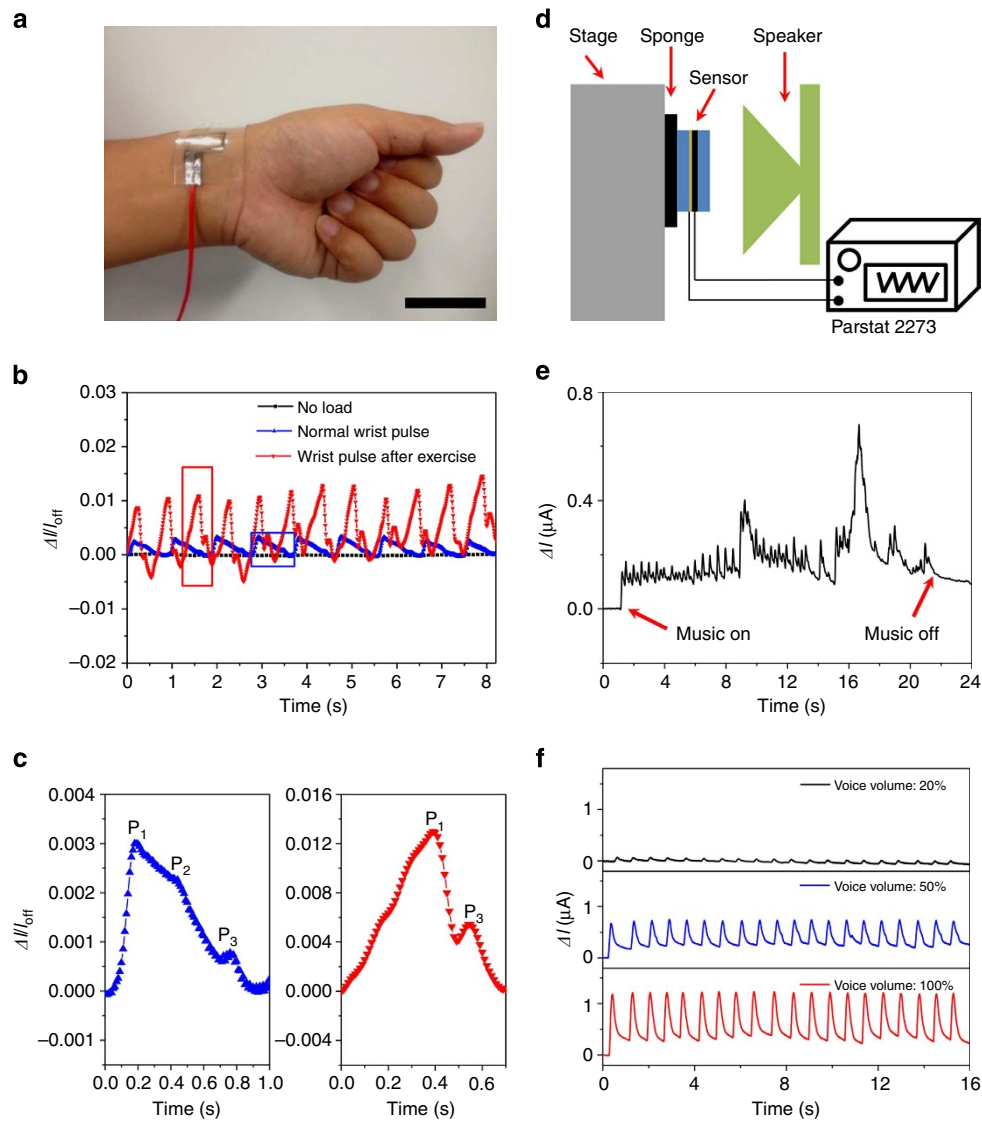 a
d
Stage Sponge Speaker
Sensor
Parstat 2273
b
0.03
0.02
0.01
0.00
−0.01
−0.02
ΔI/Ioff
No load
Normal wrist pulse
Wrist pulse after exercise
0 1 2 3 4 5 6 7 8
Time (s)
e
0.8
0.4
0.0
ΔI (μA)
Music on
Music off
0 4 8 12 16 20 24
Time (s)
c
0.004
0.003
0.002
0.001
0.000
−0.001
ΔI/Ioff
P1
P2
P3
0.0 0.2 0.4 0.6 0.8 1.0
Time (s)
0.016
0.012
0.008
0.004
0.000
−0.004
P1
P3
0.0 0.2 0.4 0.6
Time (s)
f
Voice volume: 20%
1
0
Voice volume: 50%
1
0
Voice volume: 100%
1
0
ΔI (μA)
0 4 8 12 16
Time (s)